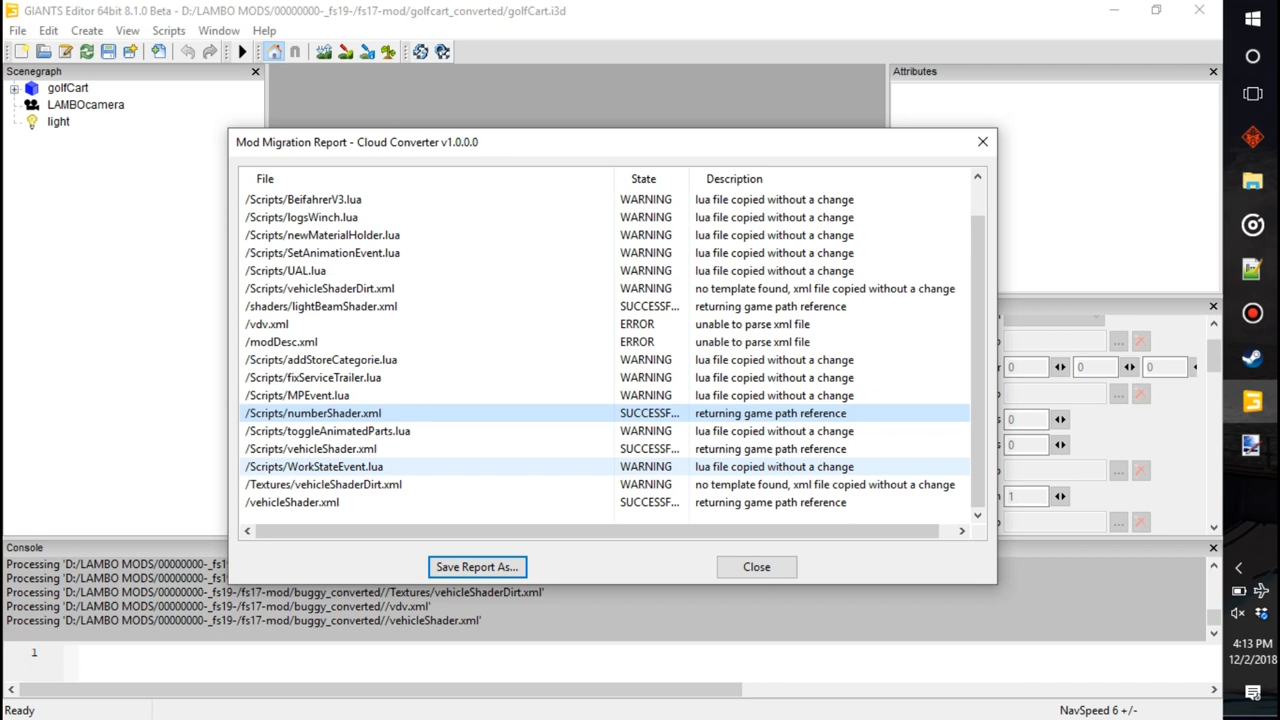 GIANTS Editor 64bit 8.1.0 Beta - D:/LAMBO MODS/00000000-_fs19-/fs17-mod/golfcart_converted/golfCart.i3d
File Edit Create View Scripts Window Help
Scenegraph
Attributes
golfCart
LAMBOcamera
light
Mod Migration Report - Cloud Converter v1.0.0.0
File State Description
/Scripts/BeifahrerV3.lua WARNING lua file copied without a change
/Scripts/logsWinch.lua WARNING lua file copied without a change
/Scripts/newMaterialHolder.lua WARNING lua file copied without a change
/Scripts/SetAnimationEvent.lua WARNING lua file copied without a change
/Scripts/UAL.lua WARNING lua file copied without a change
/Scripts/vehicleShaderDirt.xml WARNING no template found, xml file copied without a change
/shaders/lightBeamShader.xml SUCCESSF... returning game path reference
/vdv.xml ERROR unable to parse xml file
/modDesc.xml ERROR unable to parse xml file
/Scripts/addStoreCategorie.lua WARNING lua file copied without a change
/Scripts/fixServiceTrailer.lua WARNING lua file copied without a change
/Scripts/MPEvent.lua WARNING lua file copied without a change
/Scripts/numberShader.xml SUCCESSF... returning game path reference
/Scripts/toggleAnimatedParts.lua WARNING lua file copied without a change
/Scripts/vehicleShader.xml SUCCESSF... returning game path reference
/Scripts/WorkStateEvent.lua WARNING lua file copied without a change
/Textures/vehicleShaderDirt.xml WARNING no template found, xml file copied without a change
/vehicleShader.xml SUCCESSF... returning game path reference
Save Report As... Close
... 
0 0 0
...
0
0
...
1
...
Console
Processing 'D:/LAMBO MODS/00000000-_fs19
Processing 'D:/LAMBO MODS/00000000-_fs19
Processing 'D:/LAMBO MODS/00000000-_fs19-/fs17-mod/buggy_converted//Textures/vehicleShaderDirt.xml'
Processing 'D:/LAMBO MODS/00000000-_fs19-/fs17-mod/buggy_converted//vdv.xml'
Processing 'D:/LAMBO MODS/00000000-_fs19-/fs17-mod/buggy_converted//vehicleShader.xml'
1
Ready
NavSpeed 6 +/-
4:13 PM
12/2/2018